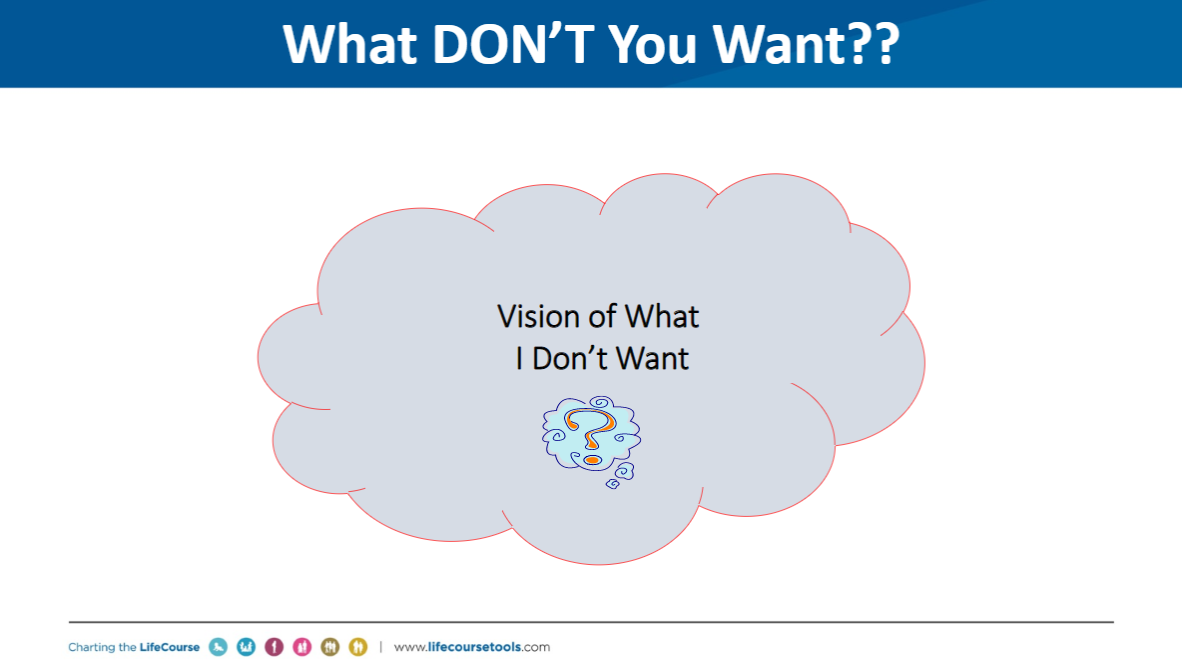 What DON’T You Want??
Vision of What
I Don’t Want
?
Charting the LifeCourse | www.lifecoursetools.com